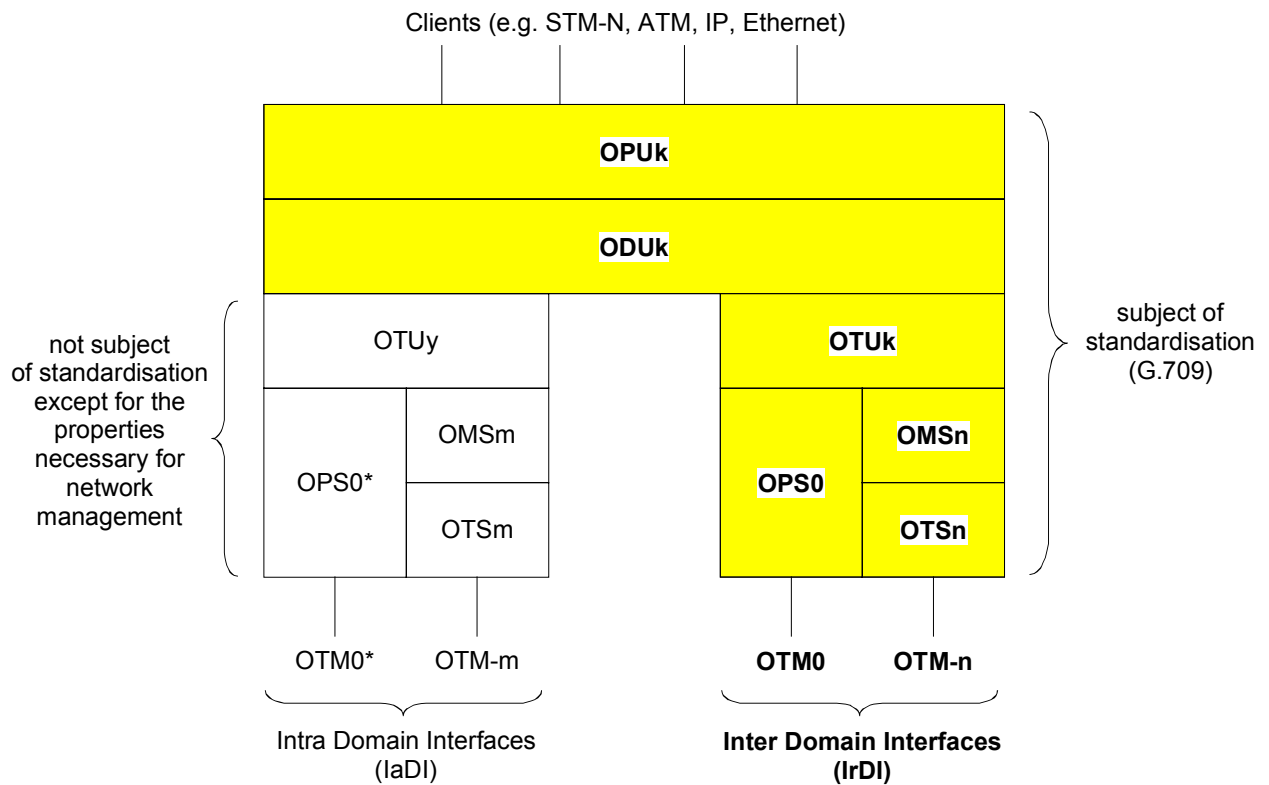 Clients (e.g. STM-N, ATM, IP, Ethernet)
OPUk
ODUk
not subject
of standardisation
except for the
properties
necessary for
network
management
OTUy
OPS0*
OMSm
OTSm
OTUk
OPS0
OMSn
OTSn
subject of
standardisation
(G.709)
OTM0*
OTM-m
OTM0
OTM-n
Intra Domain Interfaces
(IaDI)
Inter Domain Interfaces
(IrDI)